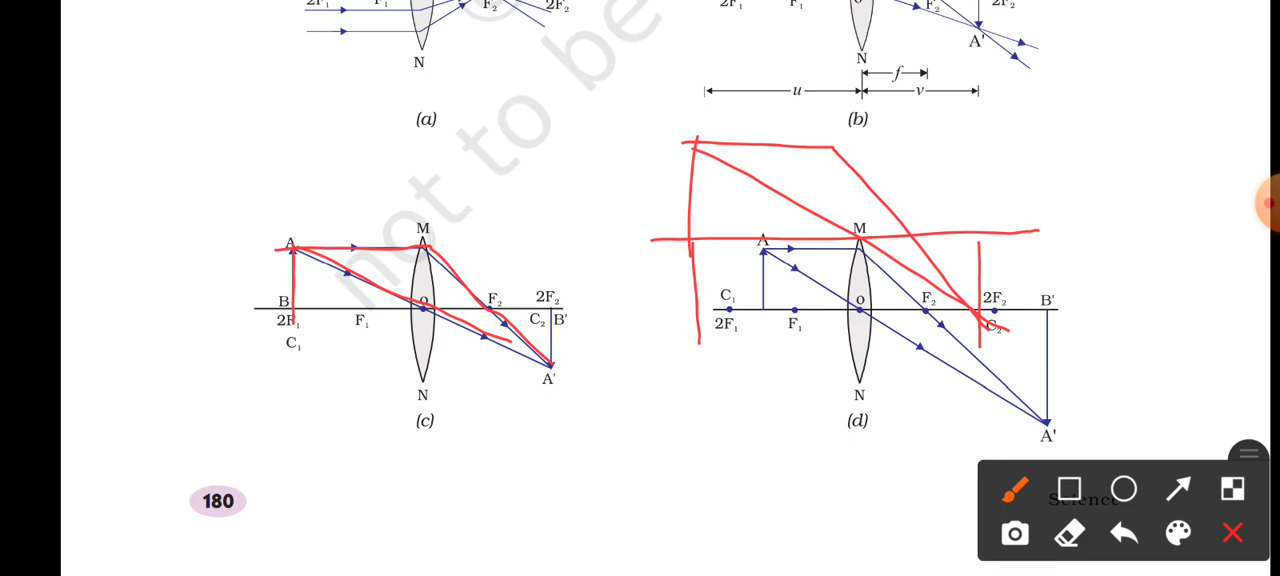 2F₁ F₁ F₂ 2F₂
N
(a)
2F₁ F₁ O F₂ 2F₂
A'
N
f
u v
(b)
not to be
A M
B O F₂ 2F₂
2F₁ F₁ C₂ B'
C₁
A'
N
(c)
A M
C₁ O F₂ 2F₂ B'
2F₁ F₁ C₂
N
A'
(d)
180
Science